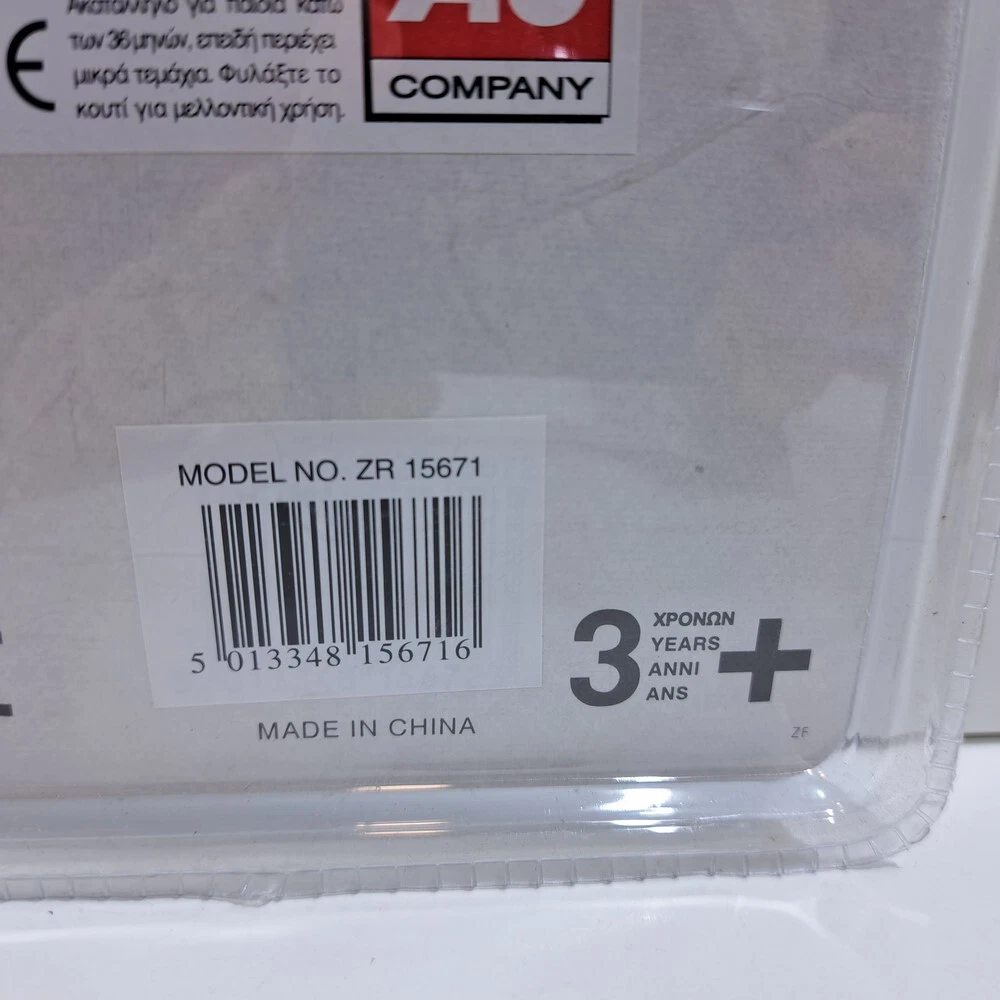 Ακατάλληλο για παιδιά κάτω
των 36 μηνών, επειδή περιέχει
μικρά τεμάχια. Φυλάξτε το
κουτί για μελλοντική χρήση.
CE
COMPANY
MODEL NO. ZR 15671
5 013348 156716
MADE IN CHINA
3 +
ΧΡΟΝΩΝ
YEARS
ANNI
ANS